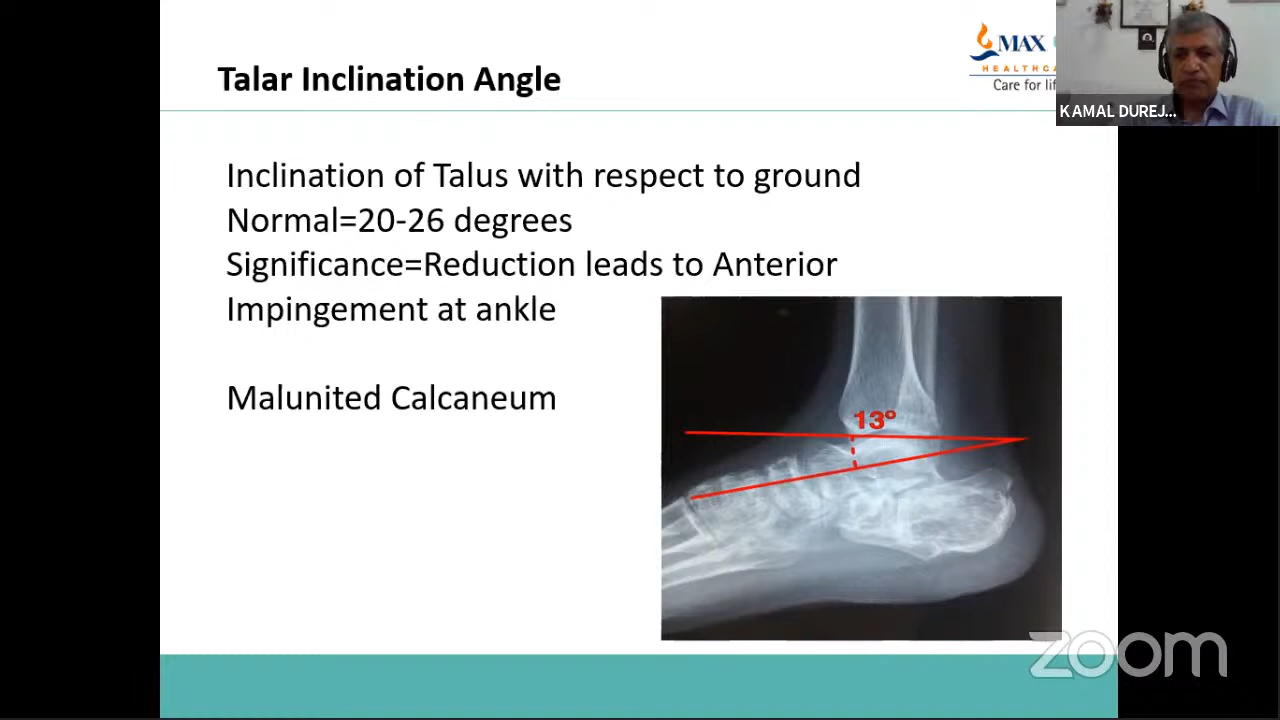 Talar Inclination Angle
MAX
HEALTHCA
Care for lif
KAMAL DUREJ...
Inclination of Talus with respect to ground
Normal=20-26 degrees
Significance=Reduction leads to Anterior
Impingement at ankle
Malunited Calcaneum
13º
zoom